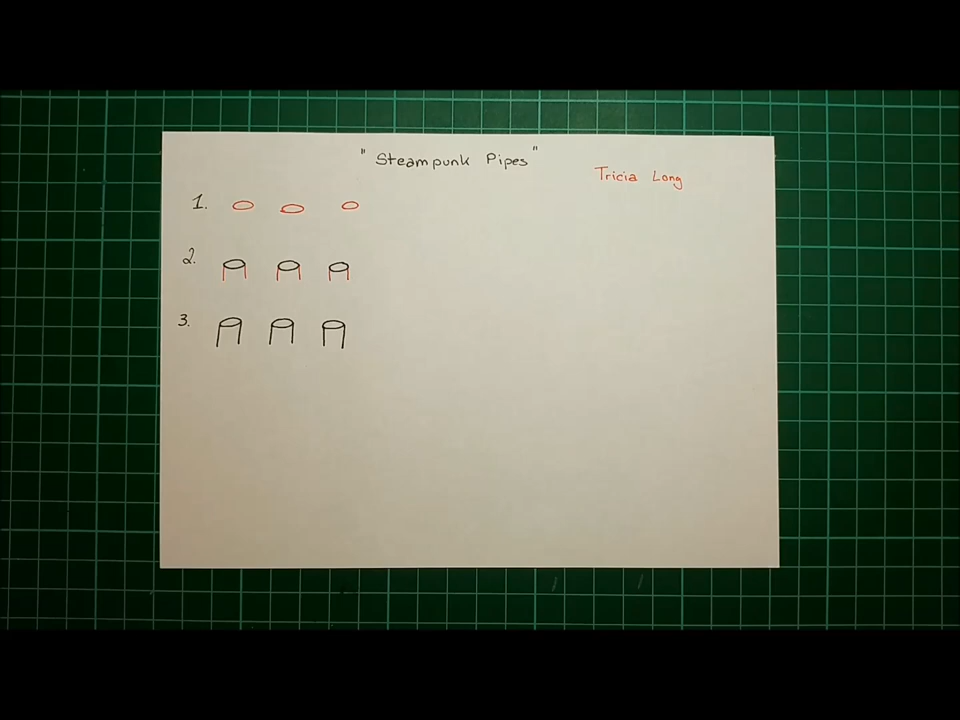 " Steampunk Pipes "
Tricia Long
1.
2.
3.